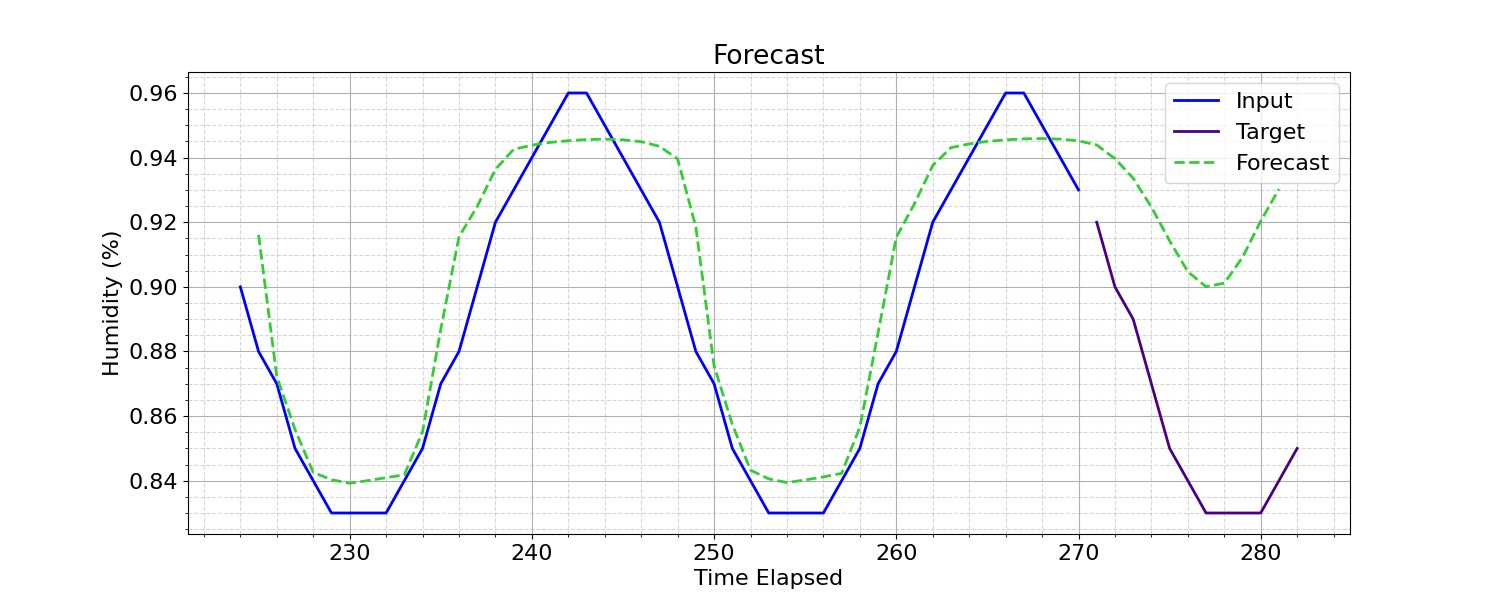 Forecast
0.96
0.94
0.92
0.90
0.88
0.86
0.84
Humidity (%)
Input
Target
Forecast
230 240 250 260 270 280
Time Elapsed